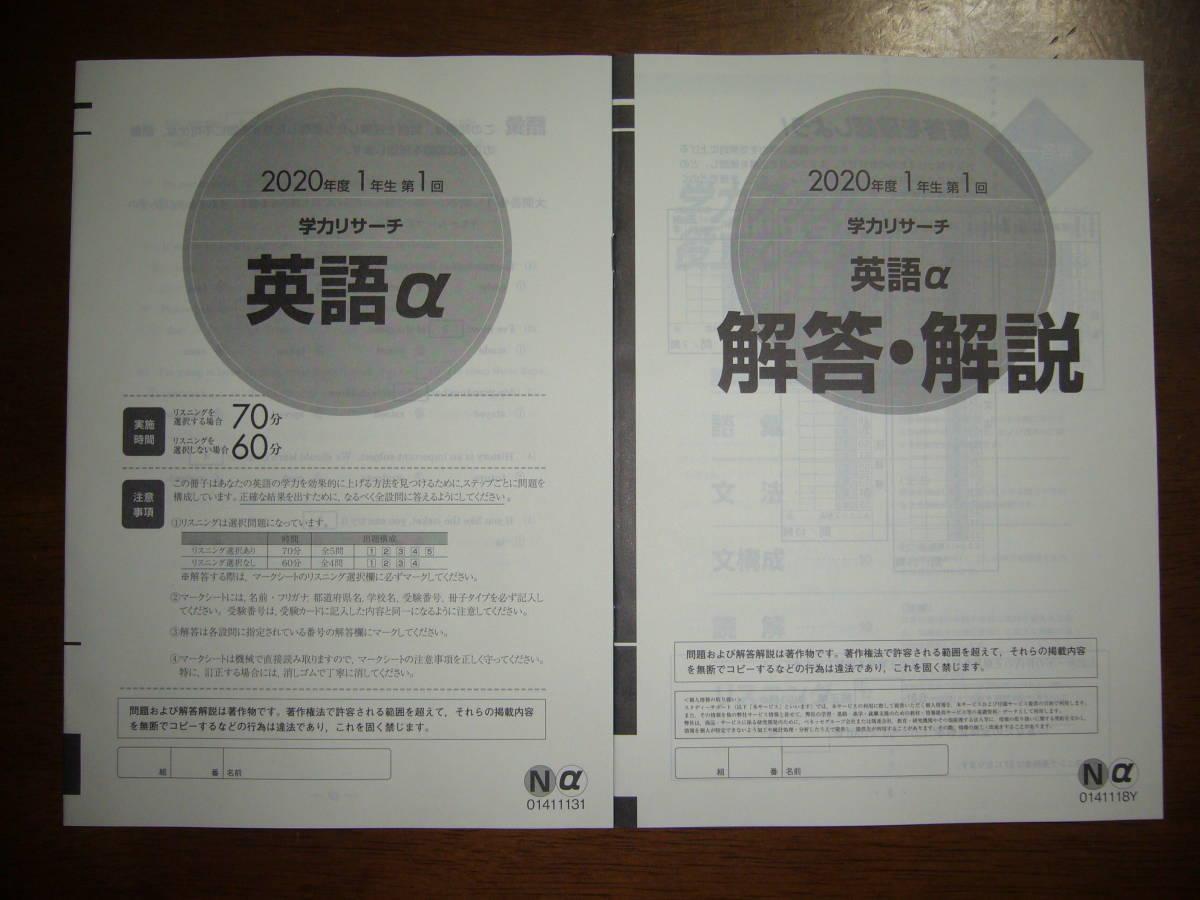 2020年度 1年生 第1回
学力リサーチ
英語α
実施時間
リスニングを選択する場合 70分
リスニングを選択しない場合 60分
注意事項
この冊子はあなたの英語の学力を効果的に上げる方法を見つけるために、ステップごとに問題を
構成しています。正確な結果を出すために、なるべく全設問に答えるようにしてください。
①リスニングは選択問題になっています。
時間 出題構成
リスニング選択あり 70分 全5問 1 2 3 4 5
リスニング選択なし 60分 全4問 1 2 3 4
※解答する際は、マークシートのリスニング選択欄に必ずマークしてください。
②マークシートには、名前・フリガナ、都道府県名、学校名、受験番号、冊子タイプを必ず記入し
てください。受験番号は、受験カードに記入した内容と同一になるように注意してください。
③解答は各設問に指定されている番号の解答欄にマークしてください。
④マークシートは機械で直接読み取りますので、マークシートの注意事項を正しく守ってください。
特に、訂正する場合には、消しゴムで丁寧に消してください。
問題および解答解説は著作物です。著作権法で許容される範囲を超えて、それらの掲載内容
を無断でコピーするなどの行為は違法であり、これを固く禁じます。
組 番 名前
N α
01411131
2020年度 1年生 第1回
学力リサーチ
英語α
解答・解説
語彙
文法
文構成
読解
問題および解答解説は著作物です。著作権法で許容される範囲を超えて、それらの掲載内容
を無断でコピーするなどの行為は違法であり、これを固く禁じます。
<個人情報の取り扱い>
組 番 名前
N α
0141118Y